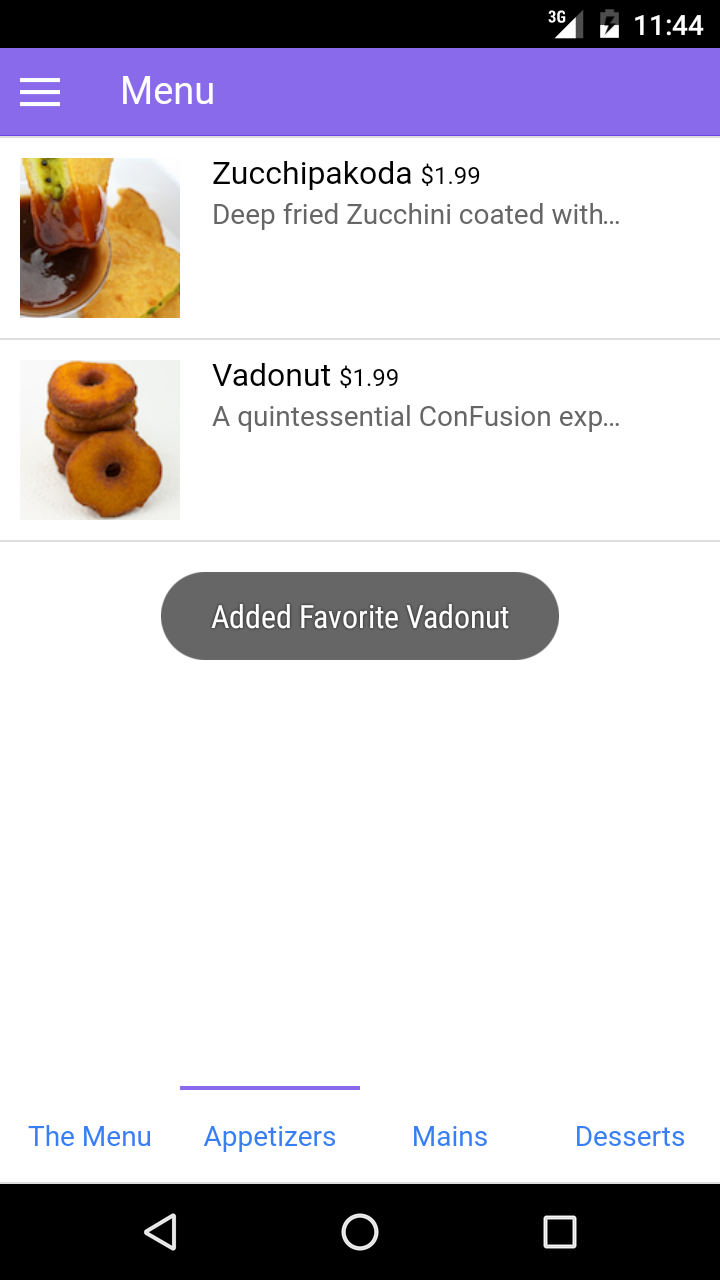 3G 11:44
Menu
Zucchipakoda $1.99
Deep fried Zucchini coated with...
Vadonut $1.99
A quintessential ConFusion exp...
Added Favorite Vadonut
The Menu Appetizers Mains Desserts